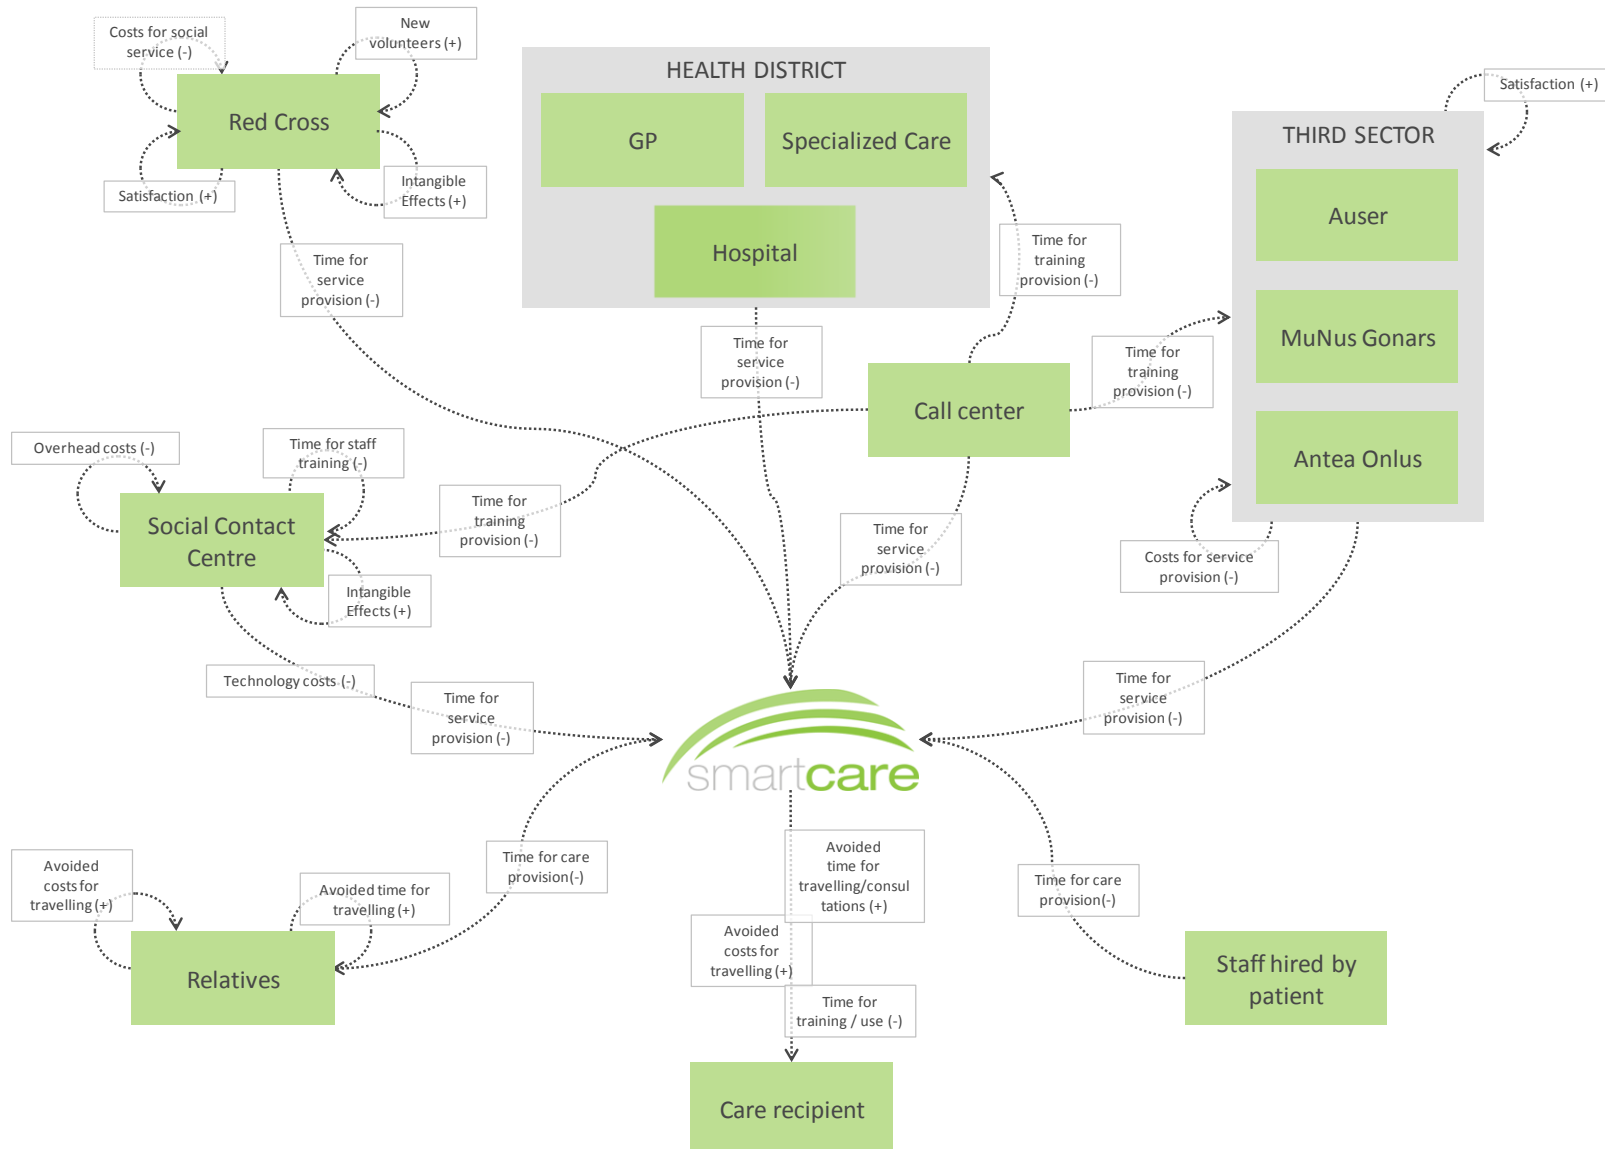 Costs for social
service (-)
New
volunteers (+)
Red Cross
Satisfaction (+)
Intangible
Effects (+)
HEALTH DISTRICT
GP
Specialized Care
Hospital
Satisfaction (+)
THIRD SECTOR
Auser
MuNus Gonars
Antea Onlus
Time for
service
provision (-)
Time for
service
provision (-)
Time for
training
provision (-)
Time for
training
provision (-)
Call center
Overhead costs (-)
Time for staff
training (-)
Social Contact
Centre
Intangible
Effects (+)
Time for
training
provision (-)
Time for
service
provision (-)
Costs for service
provision (-)
Technology costs (-)
Time for
service
provision (-)
Time for
service
provision (-)
smartcare
Avoided
costs for
travelling (+)
Avoided time for
travelling (+)
Relatives
Time for care
provision(-)
Avoided
time for
travelling/consul
tations (+)
Avoided
costs for
travelling (+)
Time for
training / use (-)
Time for care
provision(-)
Staff hired by
patient
Care recipient